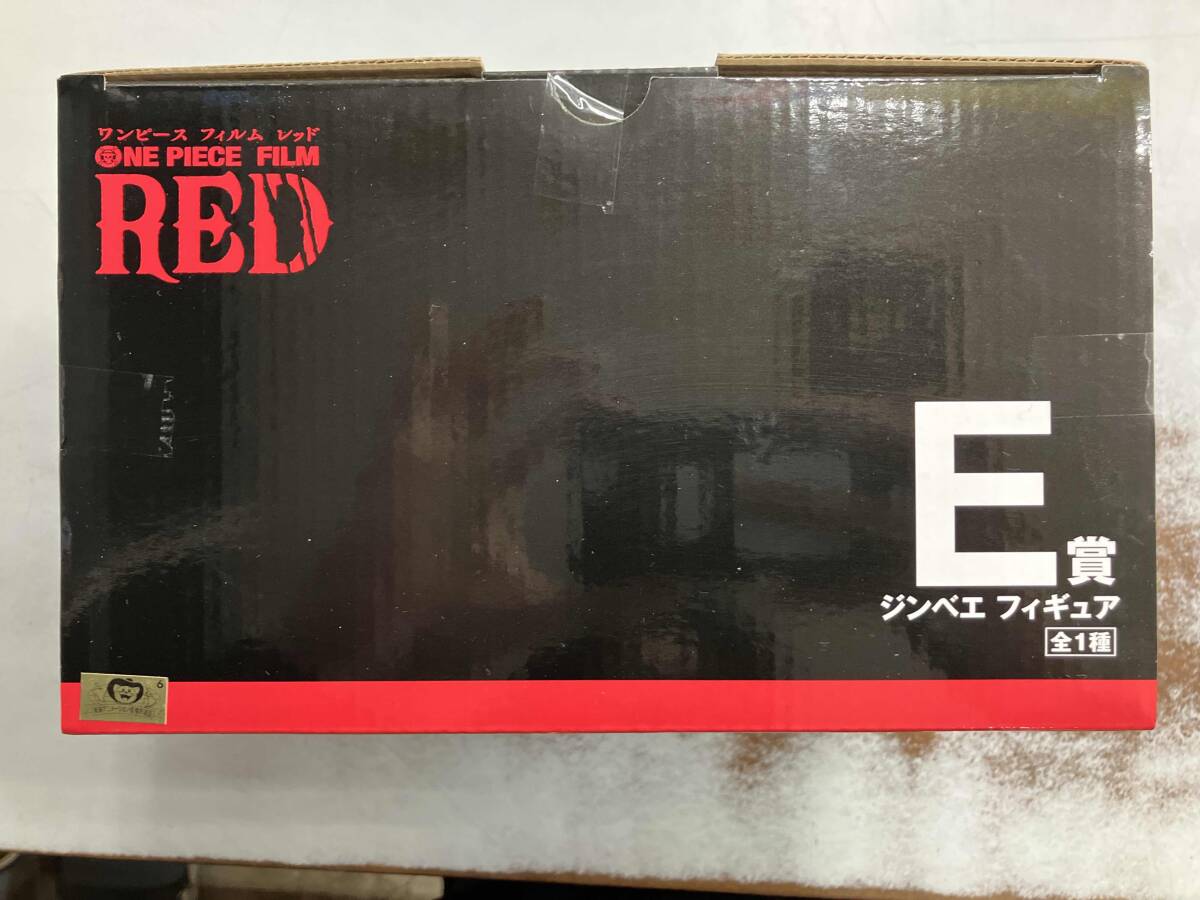 ワンピース フィルム レッド
ONE PIECE FILM
RED
E賞
ジンベエ フィギュア
全1種
6